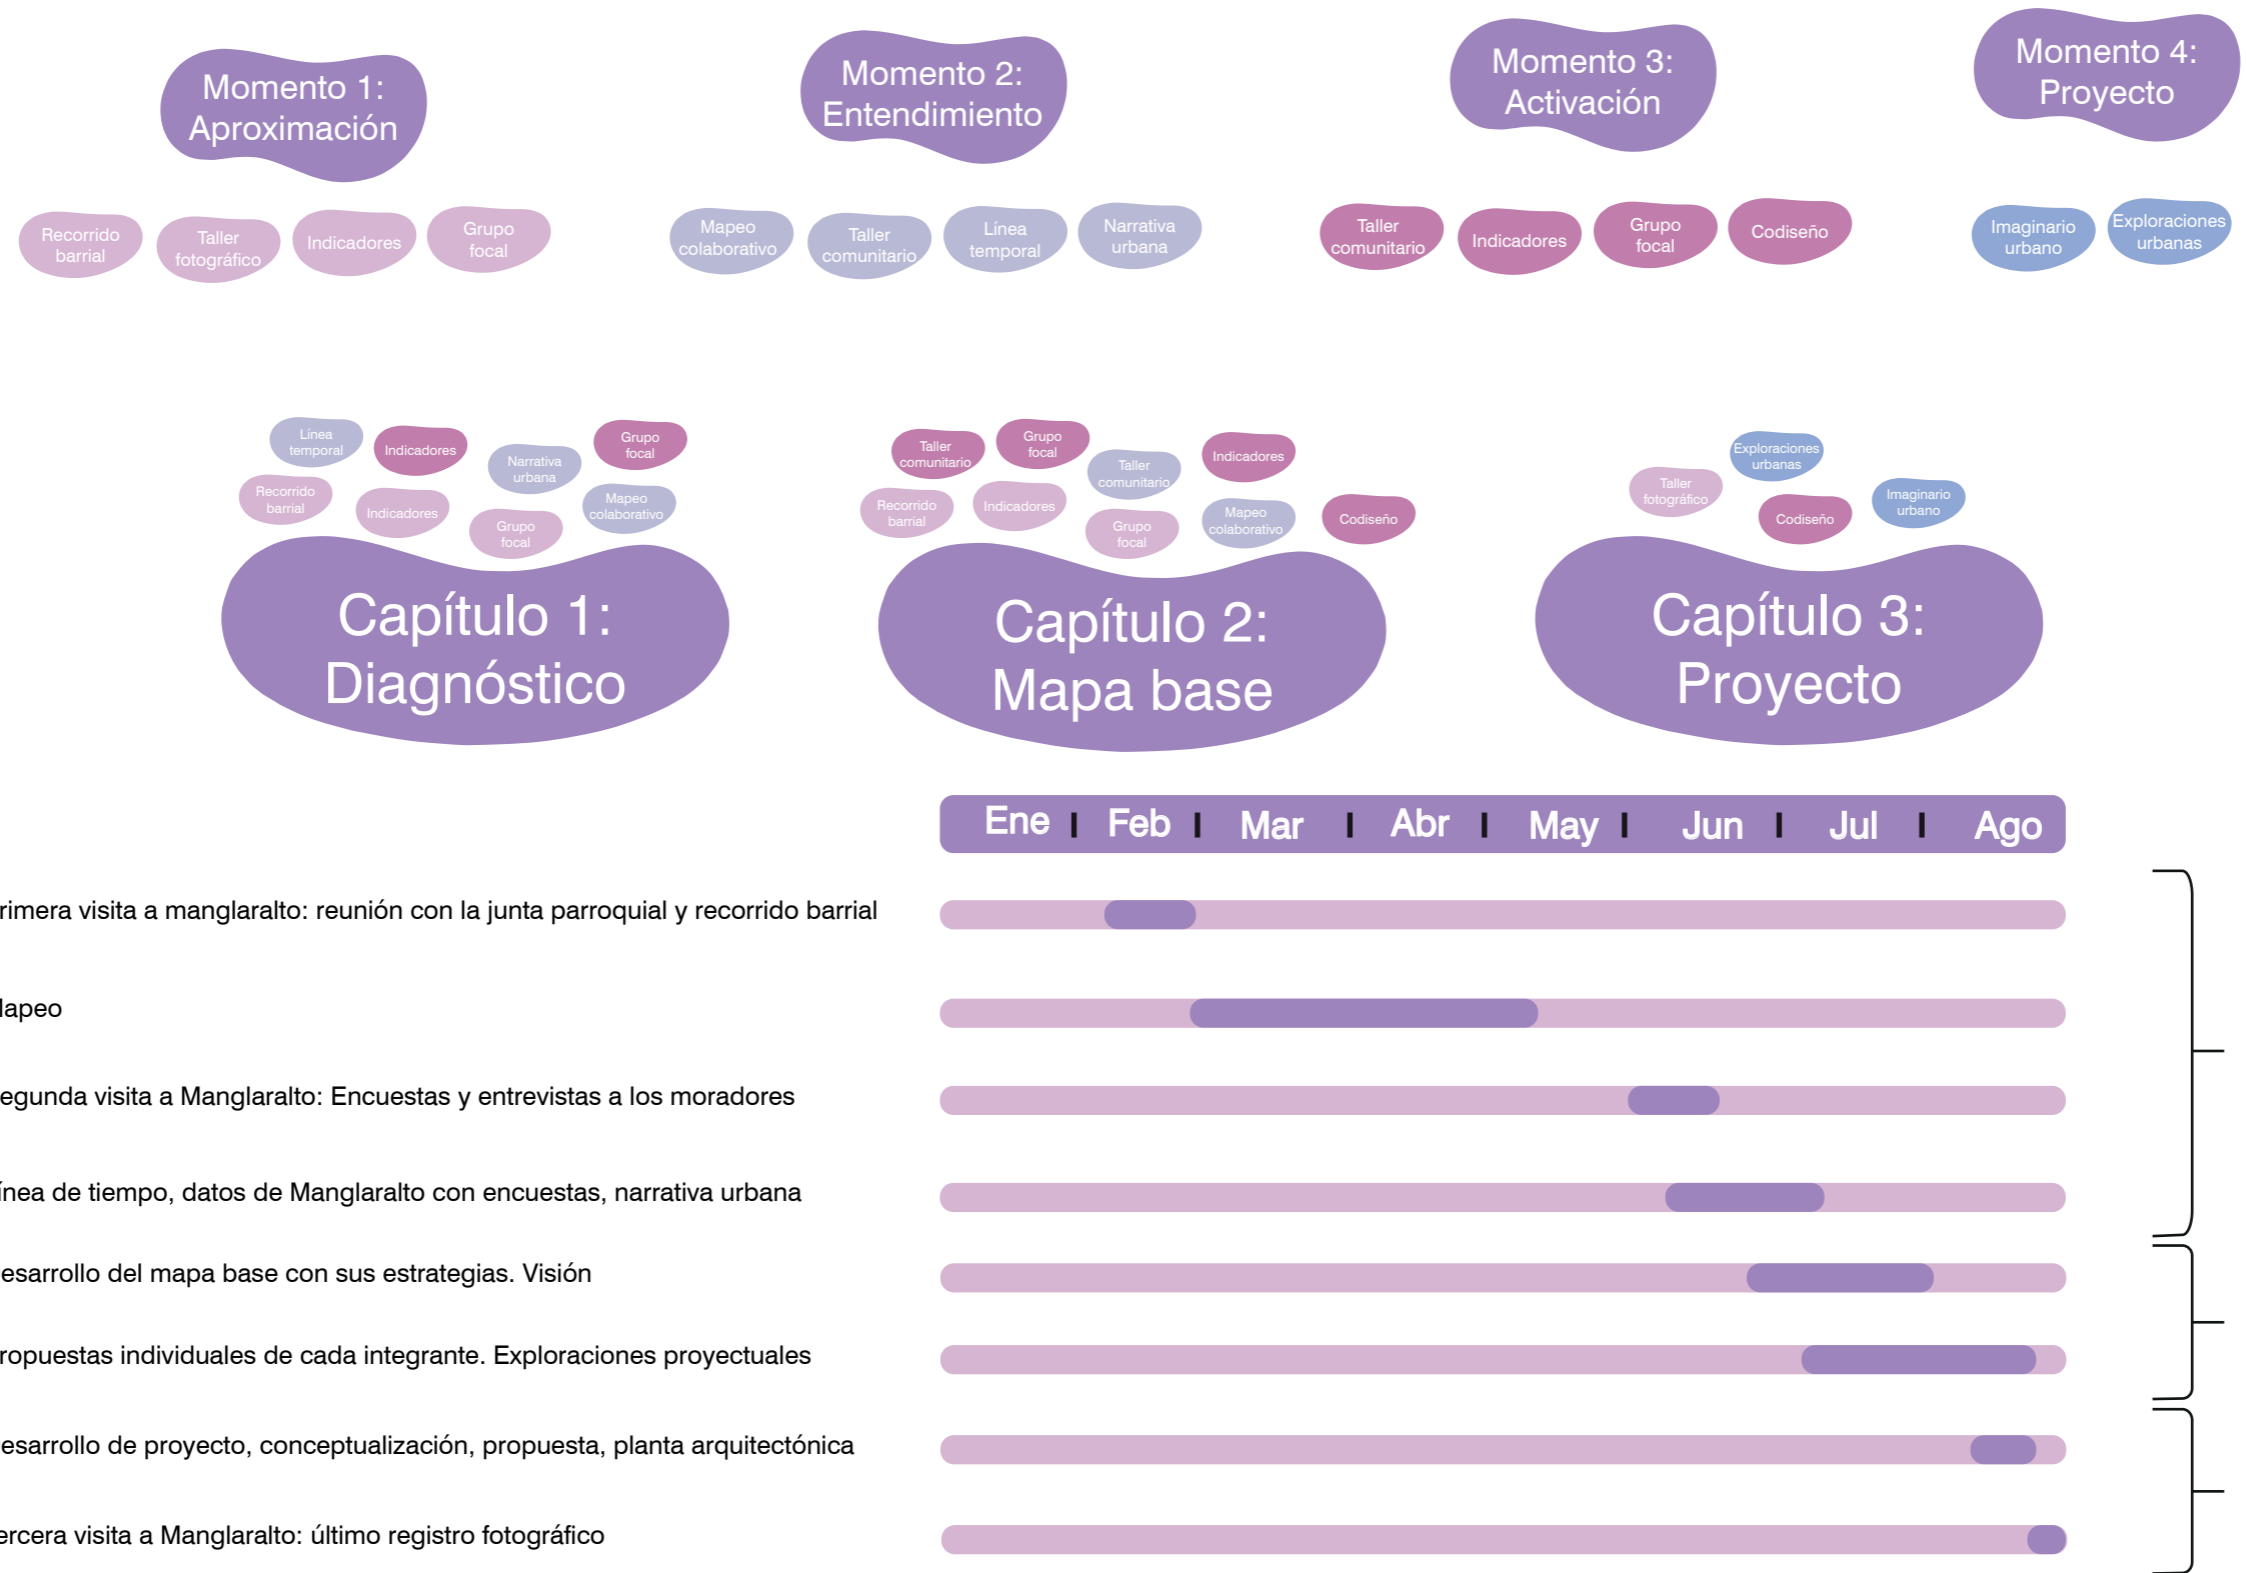 Momento 1:
Aproximación
Momento 2:
Entendimiento
Momento 3:
Activación
Momento 4:
Proyecto
Recorrido
barrial
Taller
fotográfico
Indicadores
Grupo
focal
Mapeo
colaborativo
Taller
comunitario
Línea
temporal
Narrativa
urbana
Taller
comunitario
Indicadores
Grupo
focal
Codiseño
Imaginario
urbano
Exploraciones
urbanas
Línea
temporal
Indicadores
Narrativa
urbana
Grupo
focal
Recorrido
barrial
Indicadores
Grupo
focal
Mapeo
colaborativo
Capítulo 1:
Diagnóstico
Taller
comunitario
Grupo
focal
Taller
comunitario
Indicadores
Recorrido
barrial
Indicadores
Grupo
focal
Mapeo
colaborativo
Codiseño
Capítulo 2:
Mapa base
Exploraciones
urbanas
Taller
fotográfico
Codiseño
Imaginario
urbano
Capítulo 3:
Proyecto
Ene Feb Mar Abr May Jun Jul Ago
rimera visita a manglaralto: reunión con la junta parroquial y recorrido barrial
apeo
egunda visita a Manglaralto: Encuestas y entrevistas a los moradores
ínea de tiempo, datos de Manglaralto con encuestas, narrativa urbana
esarrollo del mapa base con sus estrategias. Visión
ropuestas individuales de cada integrante. Exploraciones proyectuales
esarrollo de proyecto, conceptualización, propuesta, planta arquitectónica
ercera visita a Manglaralto: último registro fotográfico